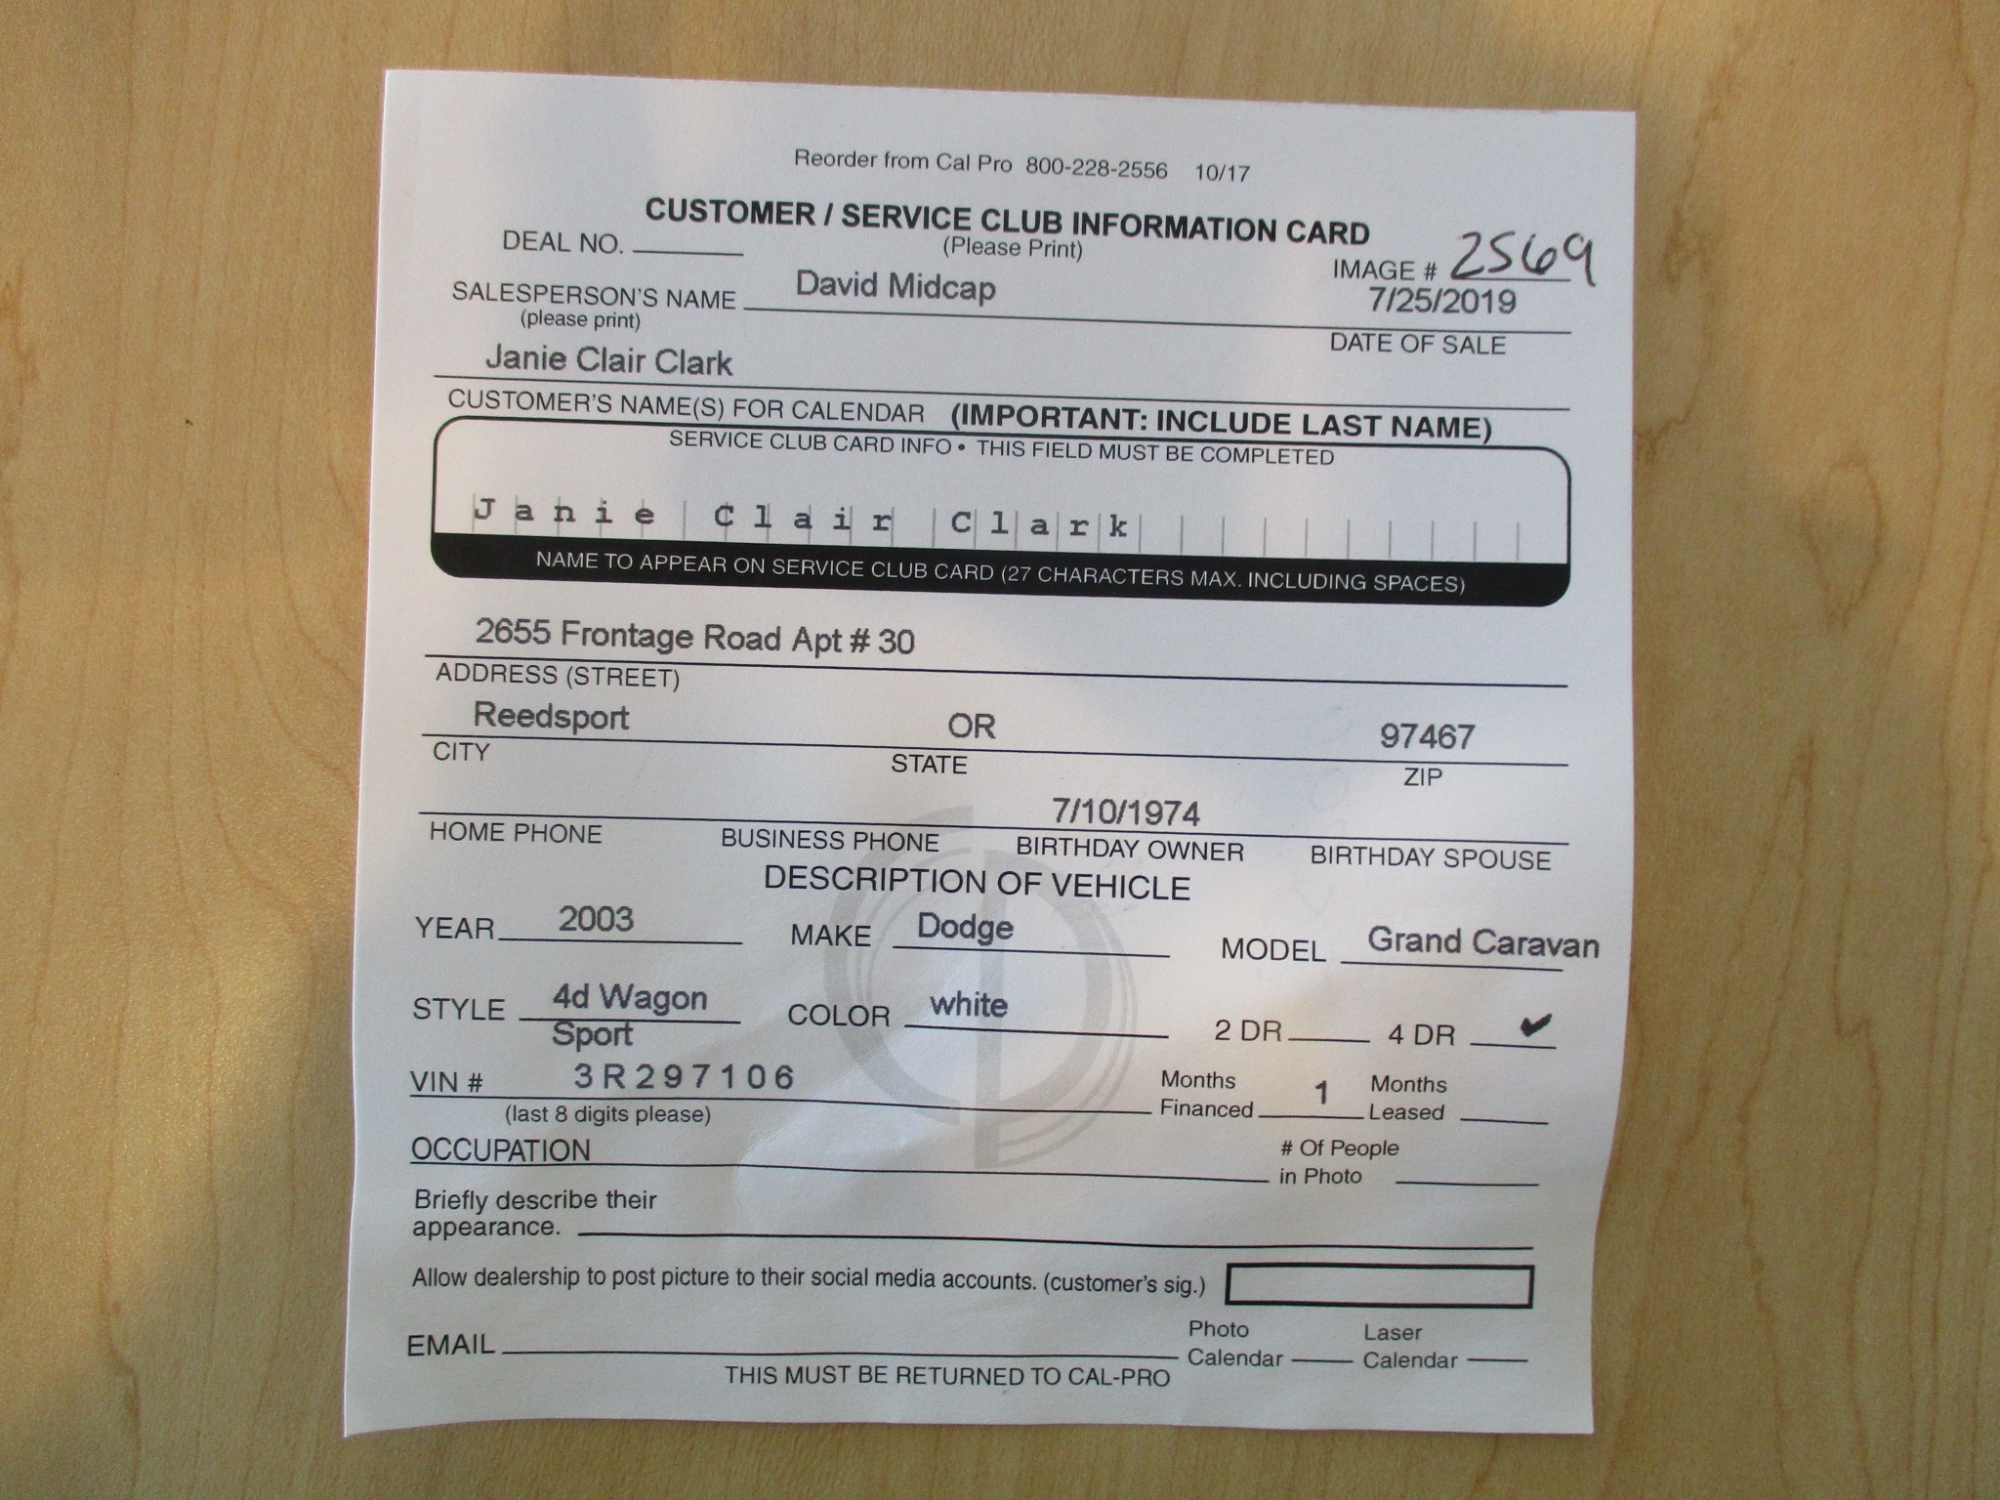 Reorder from Cal Pro 800-228-2556 10/17
CUSTOMER / SERVICE CLUB INFORMATION CARD
DEAL NO. (Please Print) IMAGE # 2569
SALESPERSON'S NAME David Midcap 7/25/2019
(please print) DATE OF SALE
Janie Clair Clark
CUSTOMER'S NAME(S) FOR CALENDAR (IMPORTANT: INCLUDE LAST NAME)
SERVICE CLUB CARD INFO • THIS FIELD MUST BE COMPLETED
Janie Clair Clark
NAME TO APPEAR ON SERVICE CLUB CARD (27 CHARACTERS MAX. INCLUDING SPACES)
2655 Frontage Road Apt # 30
ADDRESS (STREET)
Reedsport OR 97467
CITY STATE ZIP
7/10/1974
HOME PHONE BUSINESS PHONE BIRTHDAY OWNER BIRTHDAY SPOUSE
DESCRIPTION OF VEHICLE
YEAR 2003 MAKE Dodge MODEL Grand Caravan
STYLE 4d Wagon COLOR white 2 DR 4 DR ✔
Sport
VIN # 3R297106 Months Financed 1 Months Leased
(last 8 digits please)
OCCUPATION # Of People in Photo
Briefly describe their
appearance.
Allow dealership to post picture to their social media accounts. (customer's sig.)
EMAIL Photo Calendar Laser Calendar
THIS MUST BE RETURNED TO CAL-PRO